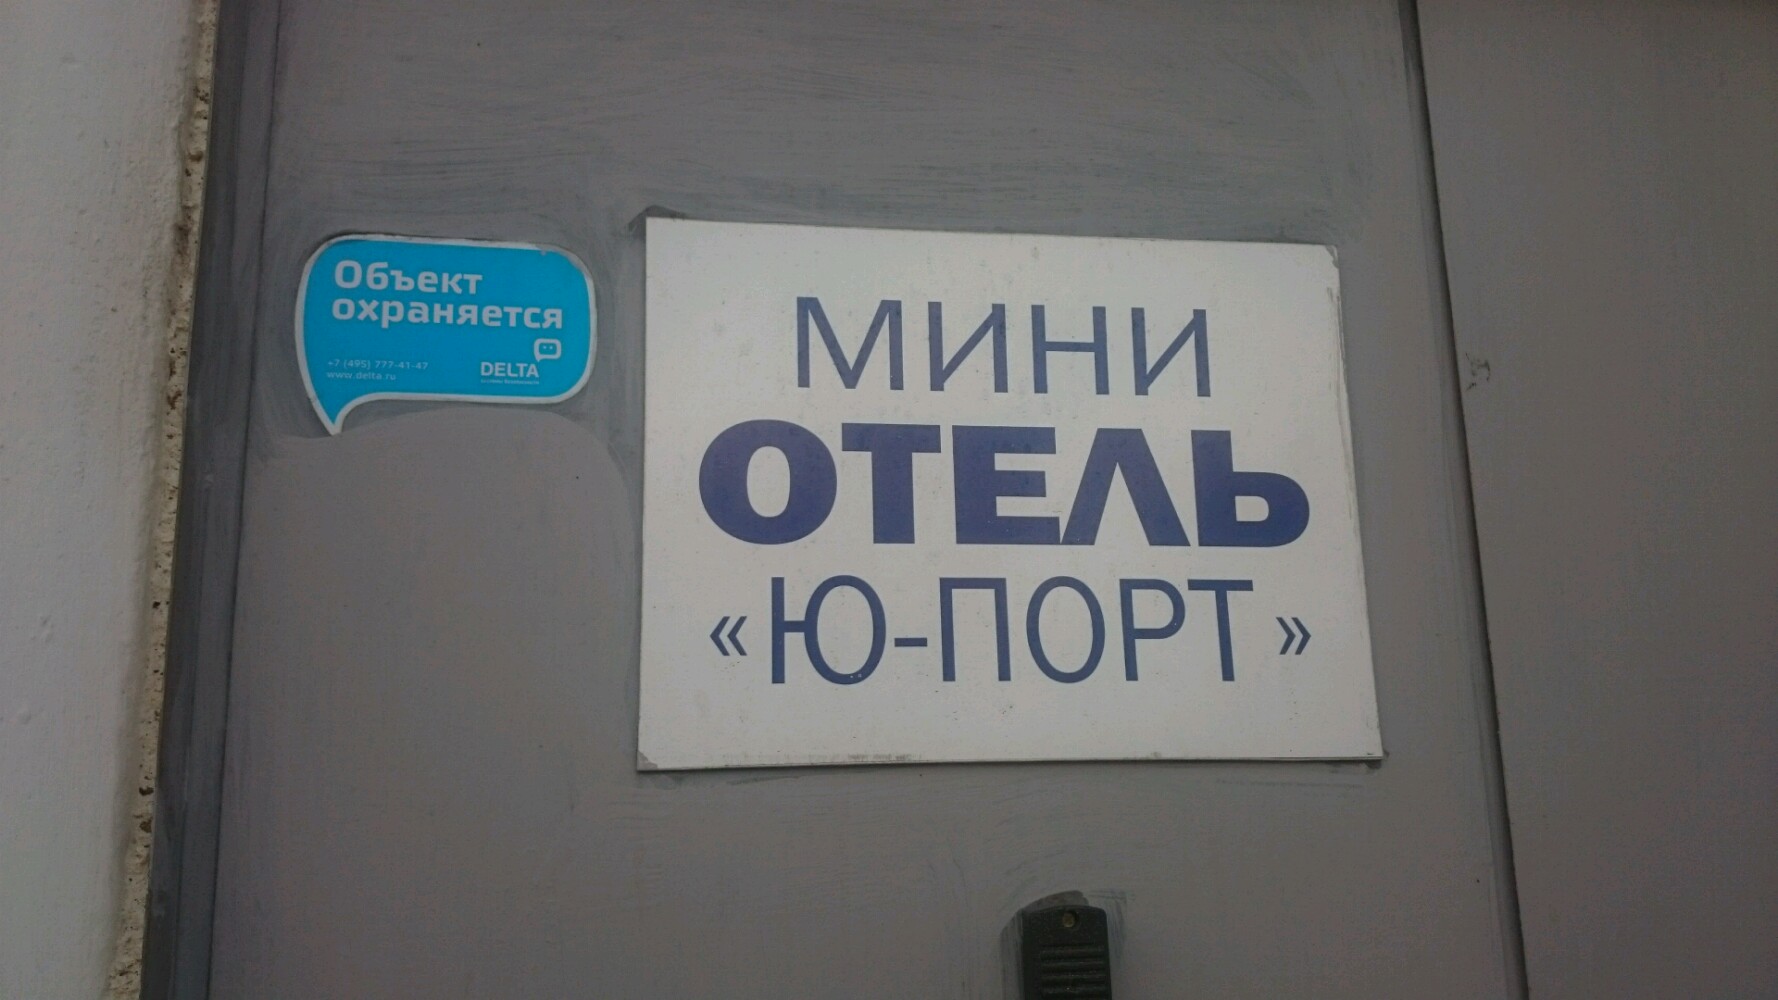 Объект
охраняется
+7 (495) 777-41-47
www.delta.ru
DELTA
МИНИ
ОТЕЛЬ
«Ю-ПОРТ»